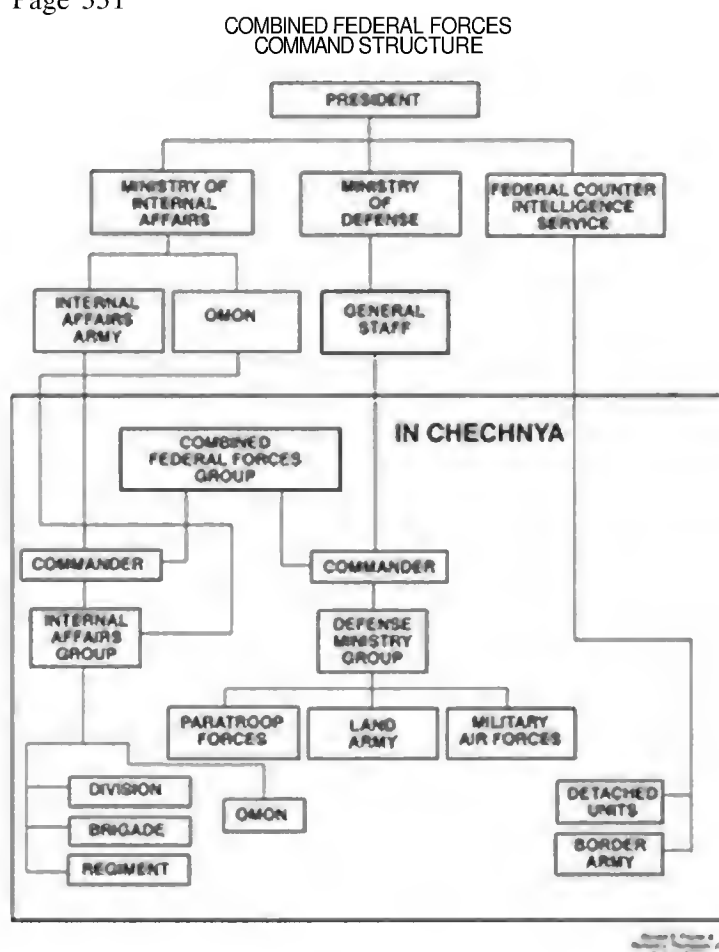 Page 331
COMBINED FEDERAL FORCES
COMMAND STRUCTURE
PRESIDENT
MINISTRY OF
INTERNAL
AFFAIRS
MINISTRY
OF
DEFENSE
FEDERAL COUNTER
INTELLIGENCE
SERVICE
INTERNAL
AFFAIRS
ARMY
OMON
GENERAL
STAFF
IN CHECHNYA
COMBINED
FEDERAL FORCES
GROUP
COMMANDER
COMMANDER
INTERNAL
AFFAIRS
GROUP
DEFENSE
MINISTRY
GROUP
PARATROOP
FORCES
LAND
ARMY
MILITARY
AIR FORCES
DIVISION
BRIGADE
REGIMENT
OMON
DETACHED
UNITS
BORDER
ARMY